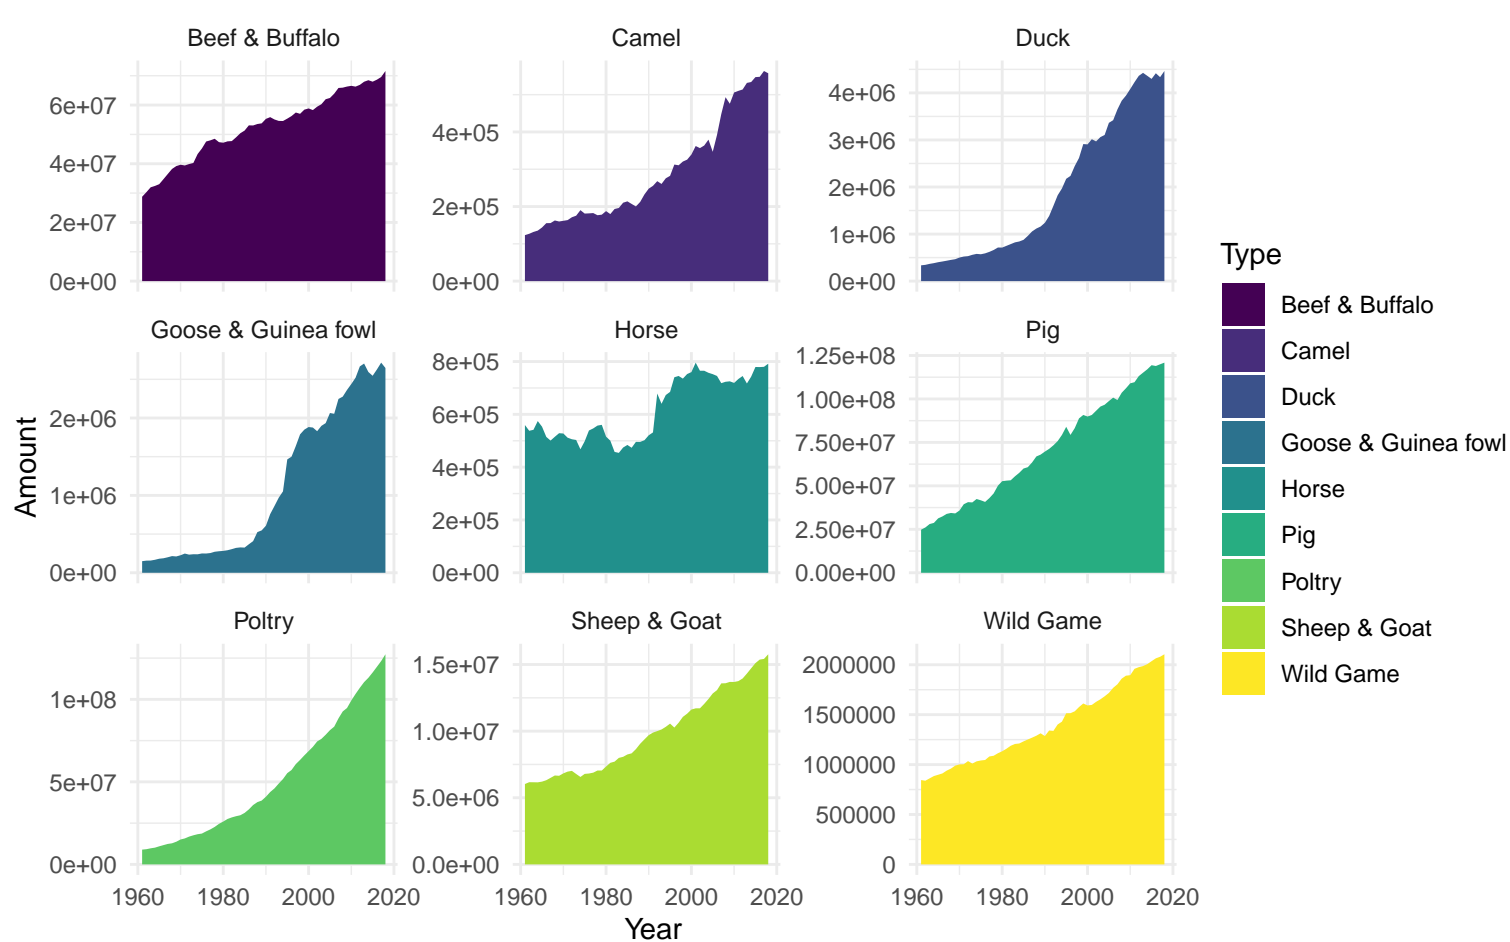 Beef & Buffalo
Camel
Duck
6e+07
4e+07
2e+07
0e+00
4e+05
2e+05
0e+00
4e+06
3e+06
2e+06
1e+06
0e+00
Goose & Guinea fowl
Horse
Pig
2e+06
1e+06
0e+00
8e+05
6e+05
4e+05
2e+05
0e+00
1.25e+08
1.00e+08
7.50e+07
5.00e+07
2.50e+07
0.00e+00
Poltry
Sheep & Goat
Wild Game
1e+08
5e+07
0e+00
1.5e+07
1.0e+07
5.0e+06
0.0e+00
2000000
1500000
1000000
500000
0
1960 1980 2000 2020
1960 1980 2000 2020
1960 1980 2000 2020
Year
Amount
Type
Beef & Buffalo
Camel
Duck
Goose & Guinea fowl
Horse
Pig
Poltry
Sheep & Goat
Wild Game